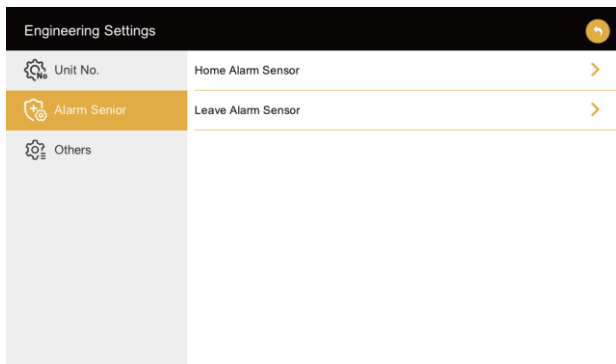 Engineering Settings
Unit No.
Home Alarm Sensor
Alarm Senior
Leave Alarm Sensor
Others